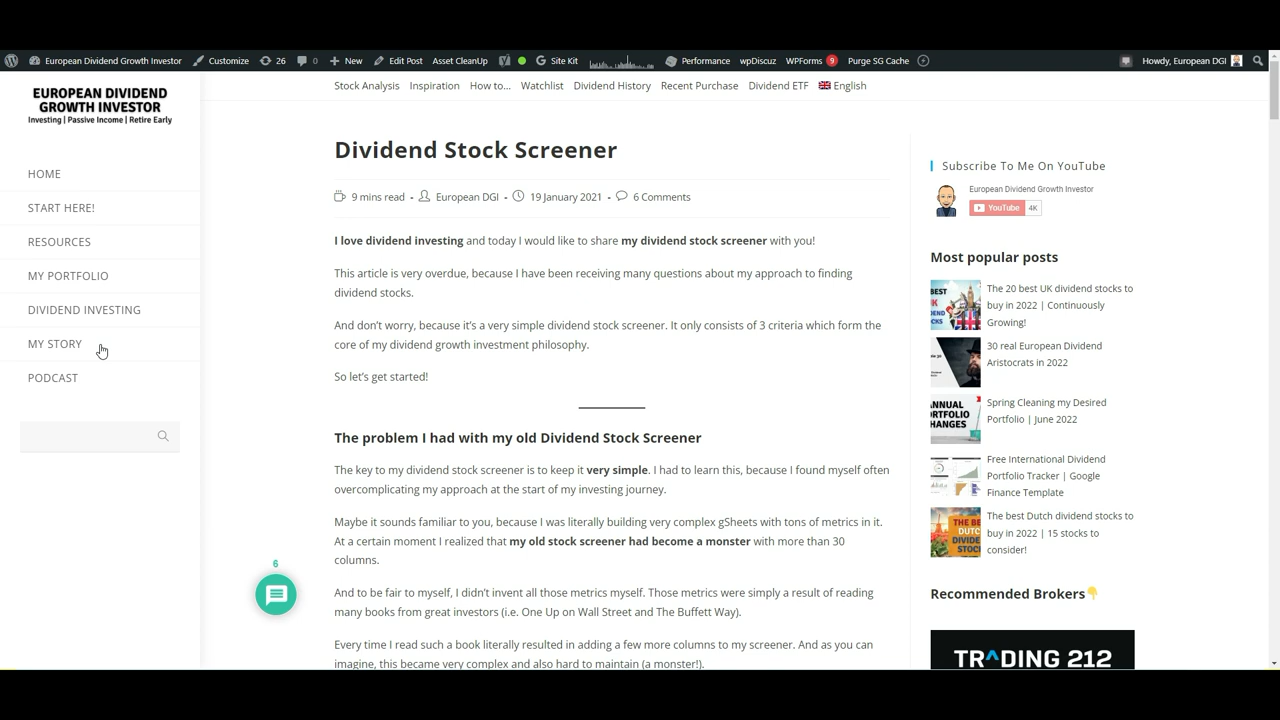 European Dividend Growth Investor Customize 26 0 New Edit Post Asset CleanUp Site Kit Performance wpDiscuz WPForms 9 Purge SG Cache Howdy, European DGI
EUROPEAN DIVIDEND
GROWTH INVESTOR
Investing | Passive Income | Retire Early
HOME
START HERE!
RESOURCES
MY PORTFOLIO
DIVIDEND INVESTING
MY STORY
PODCAST
Stock Analysis Inspiration How to... Watchlist Dividend History Recent Purchase Dividend ETF English
Dividend Stock Screener
9 mins read - European DGI - 19 January 2021 - 6 Comments
I love dividend investing and today I would like to share my dividend stock screener with you!
This article is very overdue, because I have been receiving many questions about my approach to finding
dividend stocks.
And don't worry, because it's a very simple dividend stock screener. It only consists of 3 criteria which form the
core of my dividend growth investment philosophy.
So let's get started!
The problem I had with my old Dividend Stock Screener
The key to my dividend stock screener is to keep it very simple. I had to learn this, because I found myself often
overcomplicating my approach at the start of my investing journey.
Maybe it sounds familiar to you, because I was literally building very complex gSheets with tons of metrics in it.
At a certain moment I realized that my old stock screener had become a monster with more than 30
columns.
And to be fair to myself, I didn't invent all those metrics myself. Those metrics were simply a result of reading
many books from great investors (i.e. One Up on Wall Street and The Buffett Way).
Every time I read such a book literally resulted in adding a few more columns to my screener. And as you can
imagine, this became very complex and also hard to maintain (a monster!).
6
Subscribe To Me On YouTube
European Dividend Growth Investor
YouTube 4K
Most popular posts
The 20 best UK dividend stocks to
buy in 2022 | Continuously
Growing!
30 real European Dividend
Aristocrats in 2022
Spring Cleaning my Desired
Portfolio | June 2022
Free International Dividend
Portfolio Tracker | Google
Finance Template
The best Dutch dividend stocks to
buy in 2022 | 15 stocks to
consider!
Recommended Brokers
TRADING 212